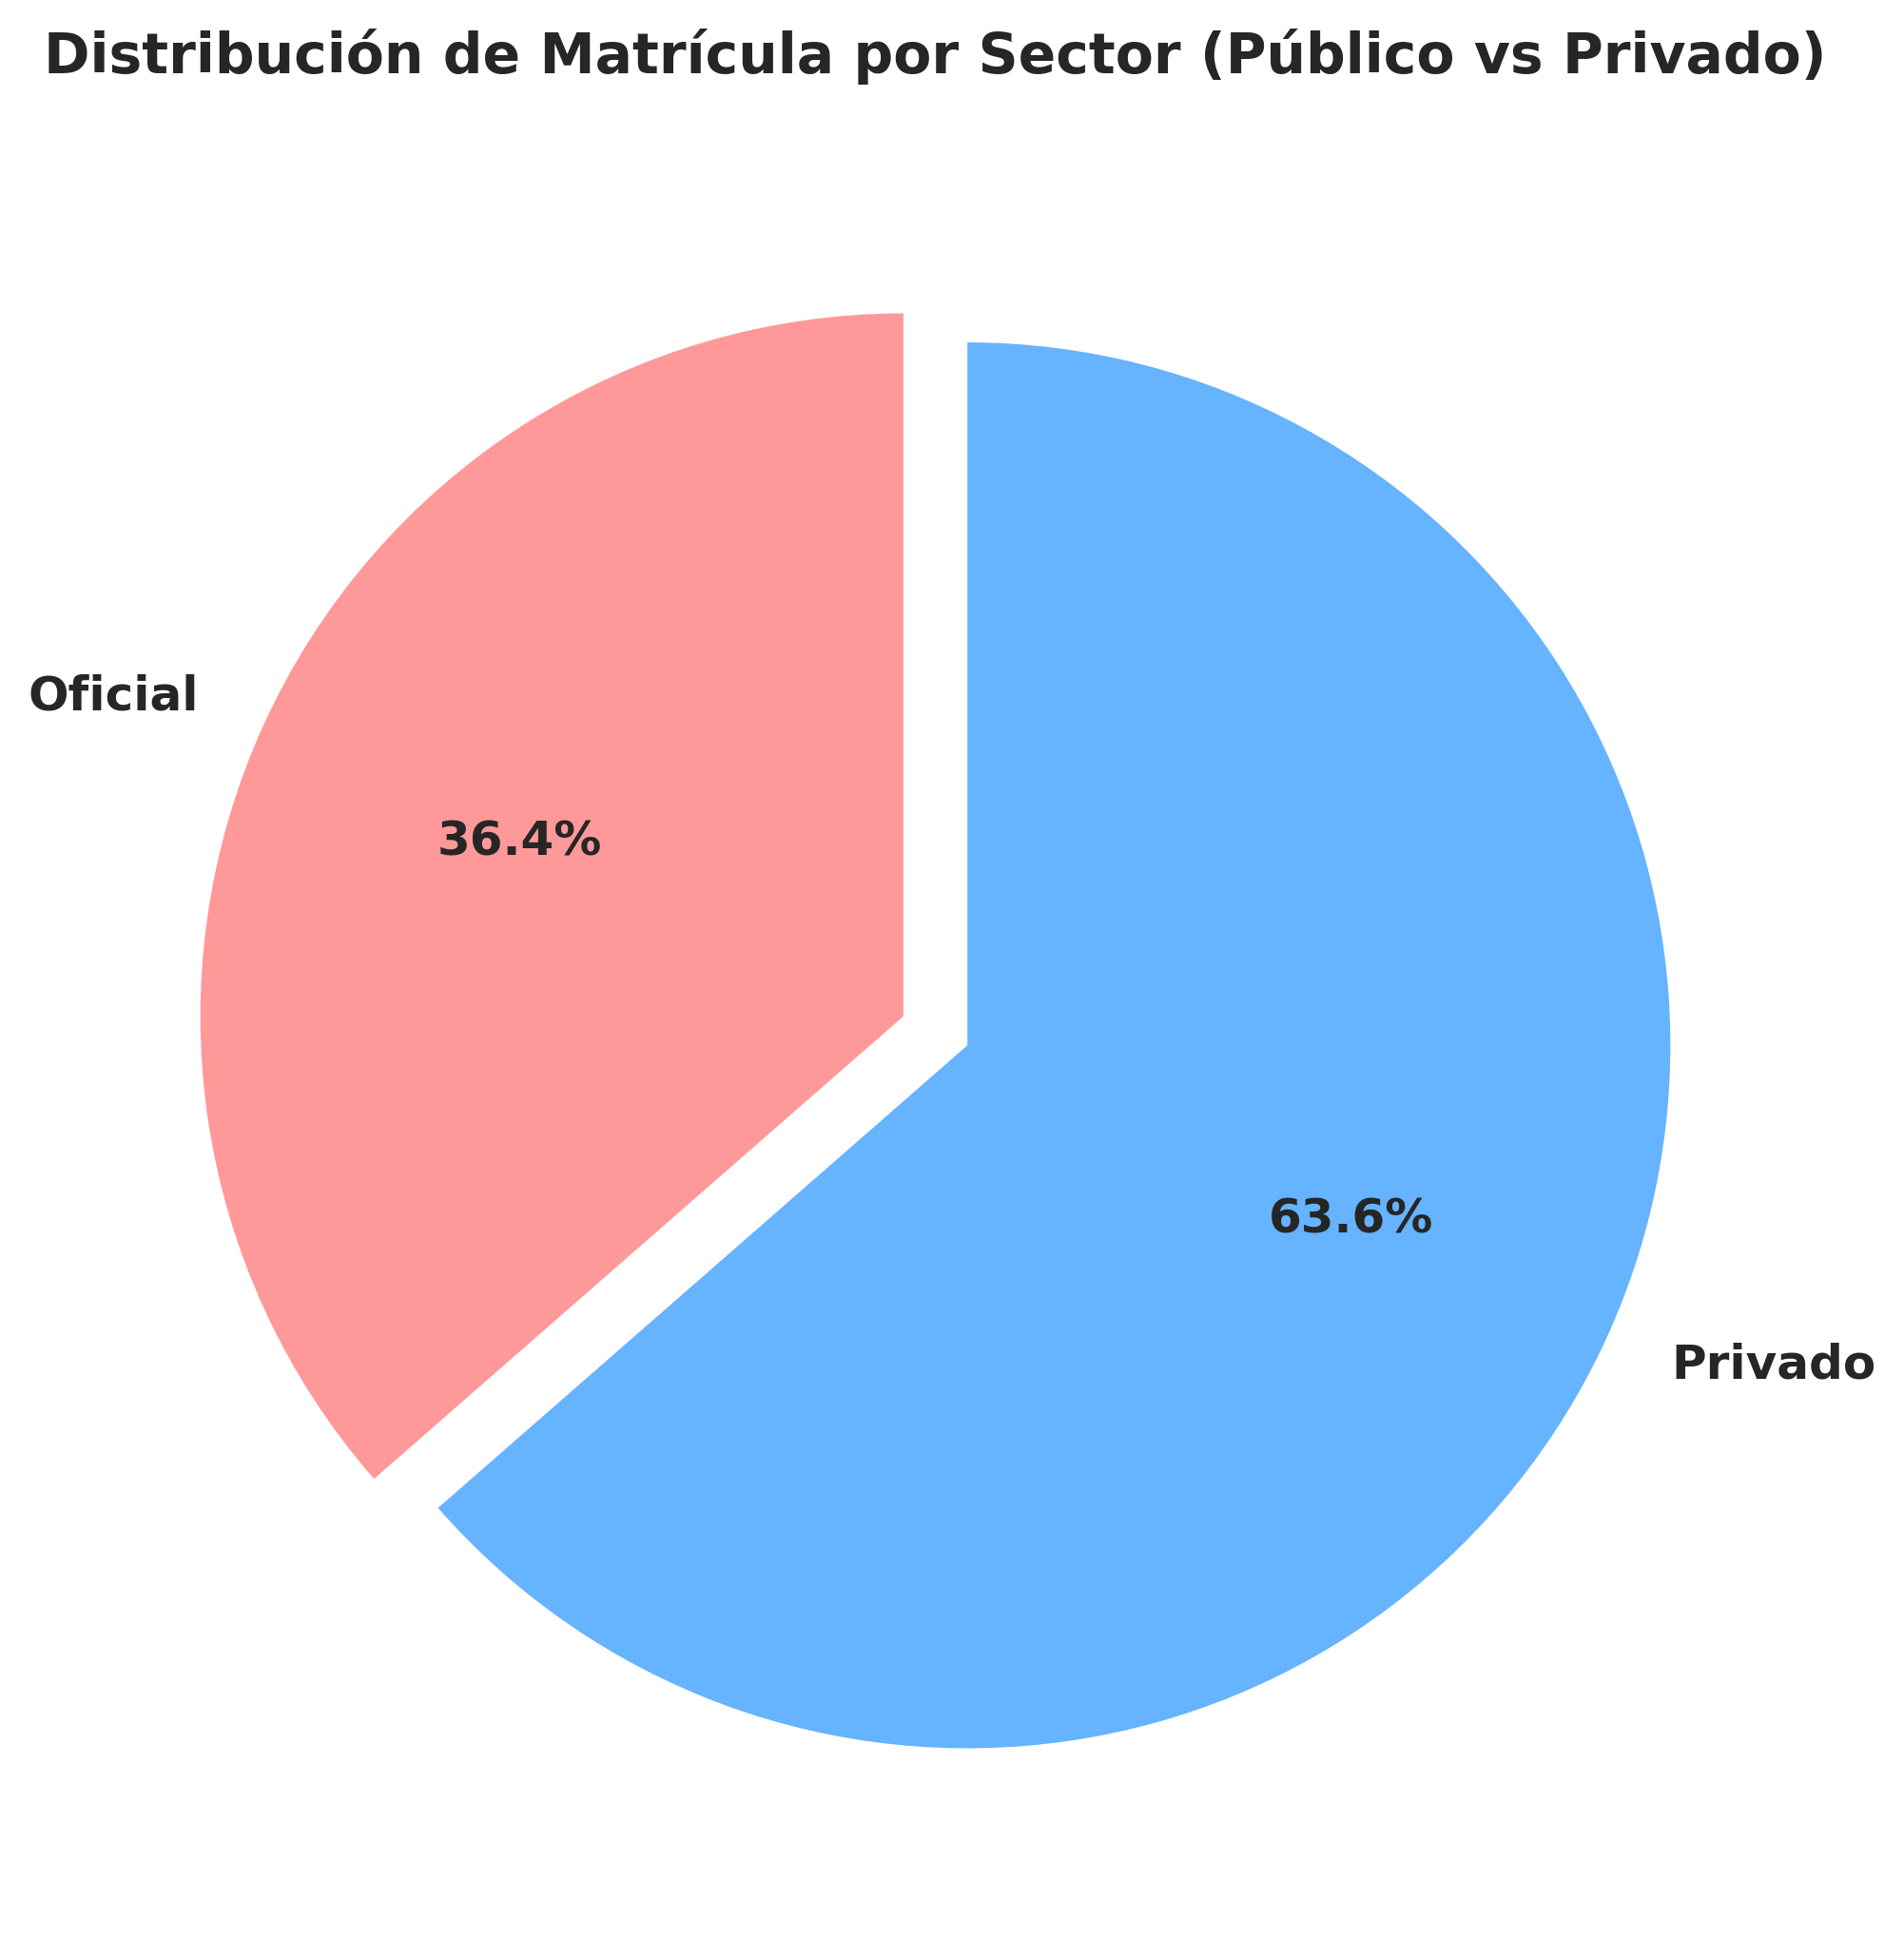 Distribución de Matrícula por Sector (Público vs Privado)
Oficial
36.4%
63.6%
Privado